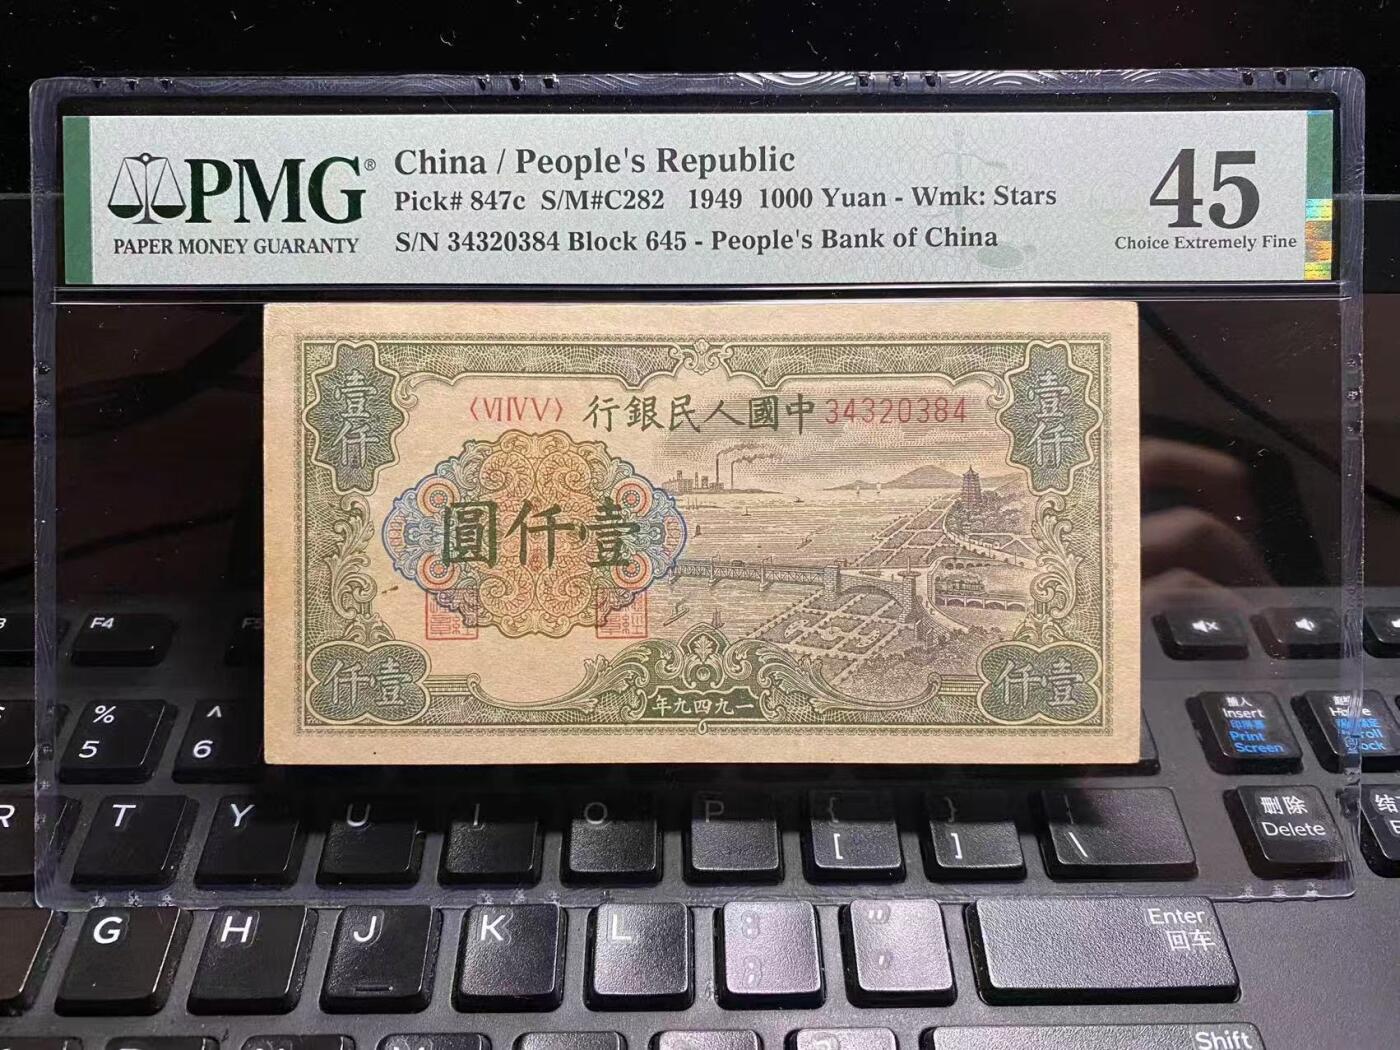 PMG®
PAPER MONEY GUARANTY
China / People's Republic
Pick# 847c S/M#C282 1949 1000 Yuan - Wmk: Stars
S/N 34320384 Block 645 - People's Bank of China
45
Choice Extremely Fine
壹仟
壹仟
〈VIIVV〉
行銀民人國中
34320384
圓仟壹
仟壹
仟壹
年九四九一
F4
%
5
^
6
插入
Insert
Print
Screen
R
T
Y
U
I
O
P
{
[
}
]
|
\
删除
Delete
G
H
J
K
L
:
;
"
'
Enter
回车
Shift